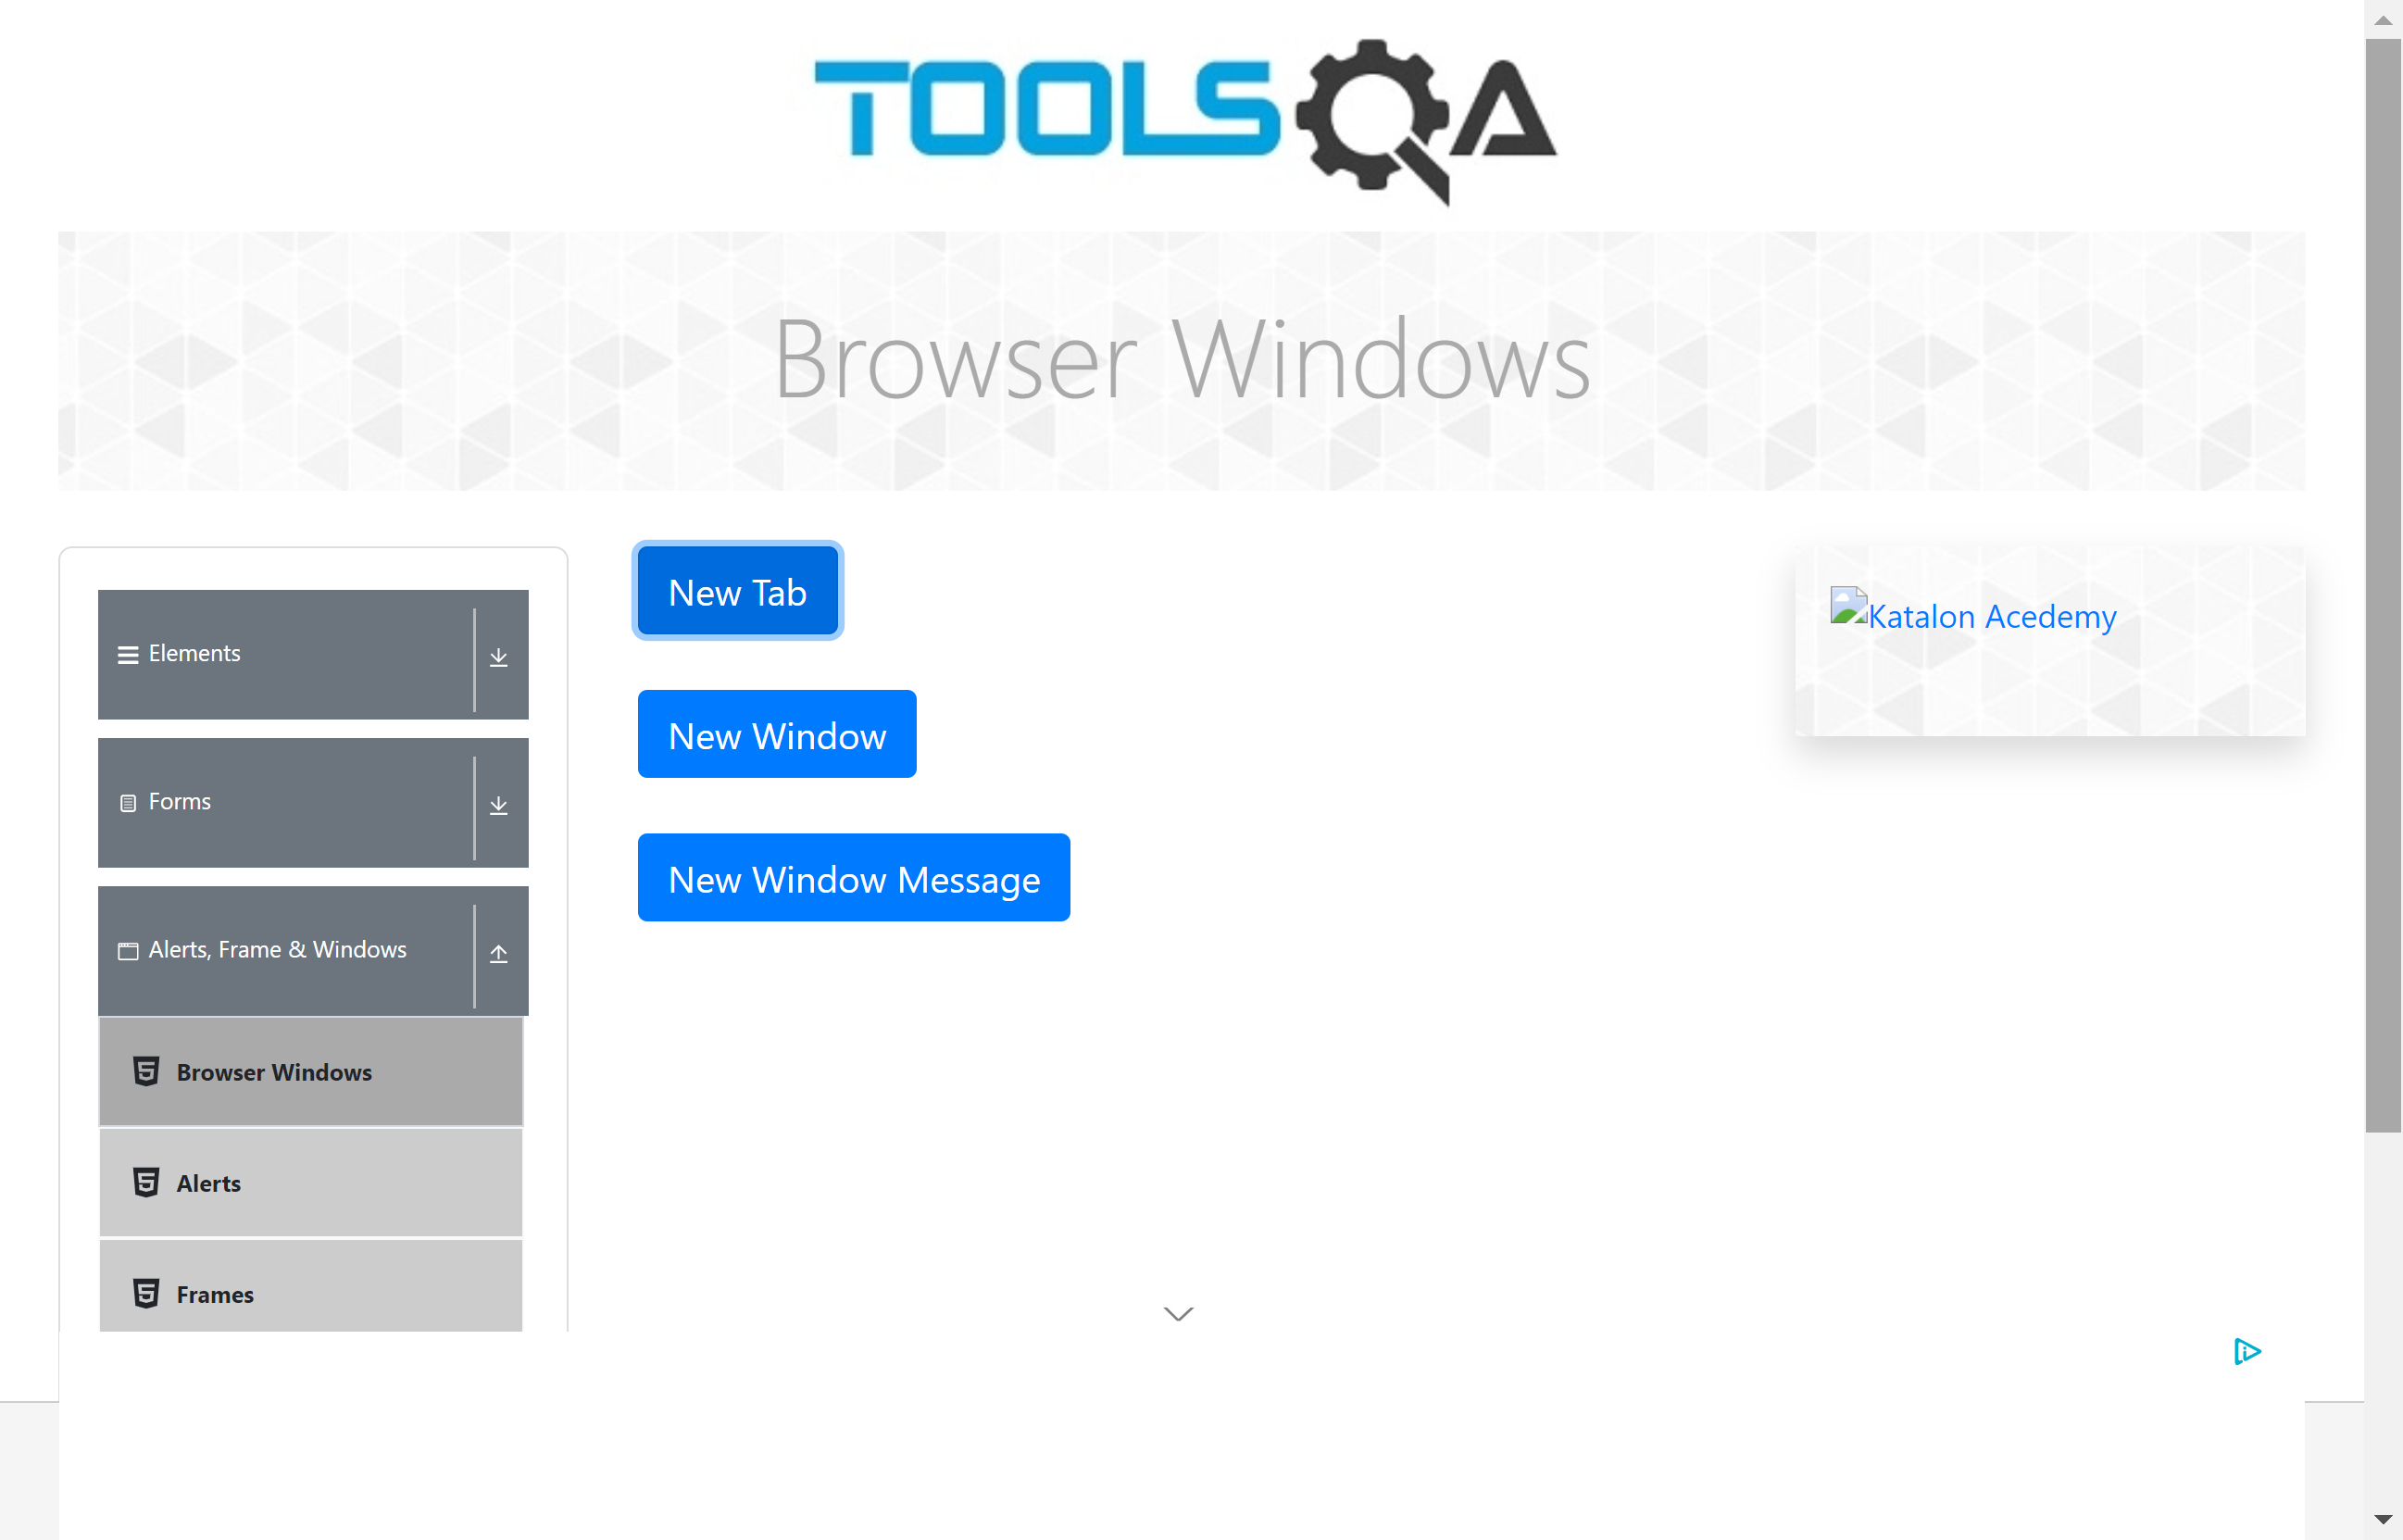 TOOLSQA
Browser Windows
Elements
Forms
Alerts, Frame & Windows
Browser Windows
Alerts
Frames
New Tab
New Window
New Window Message
Katalon Acedemy